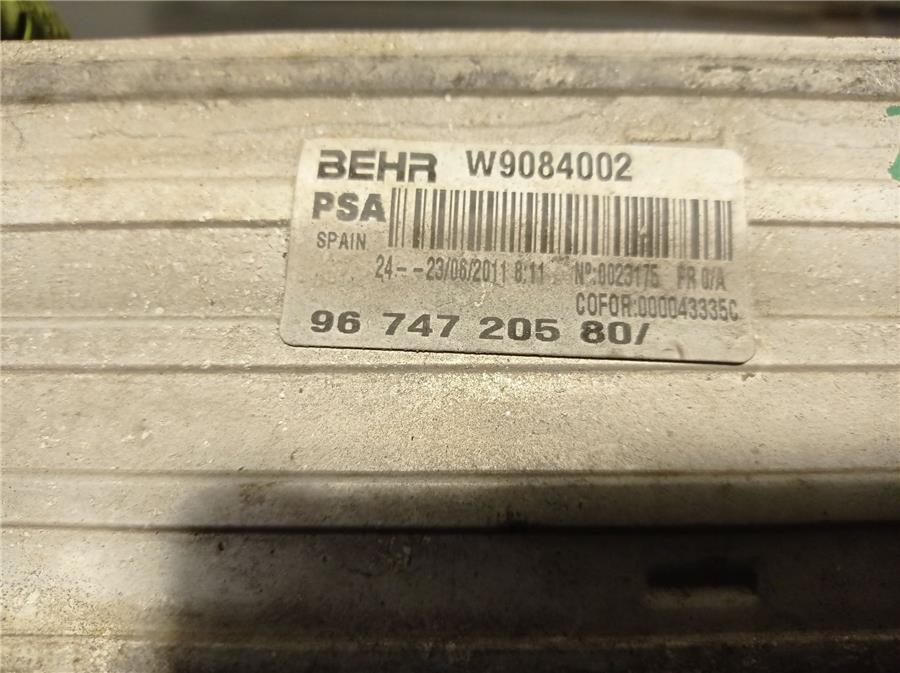 BEHR W9084002
PSA
SPAIN
24-- -23/06/2011 8:11 Nº:0023175 PR 0/A
COFOR:000043335C
96 747 205 80/